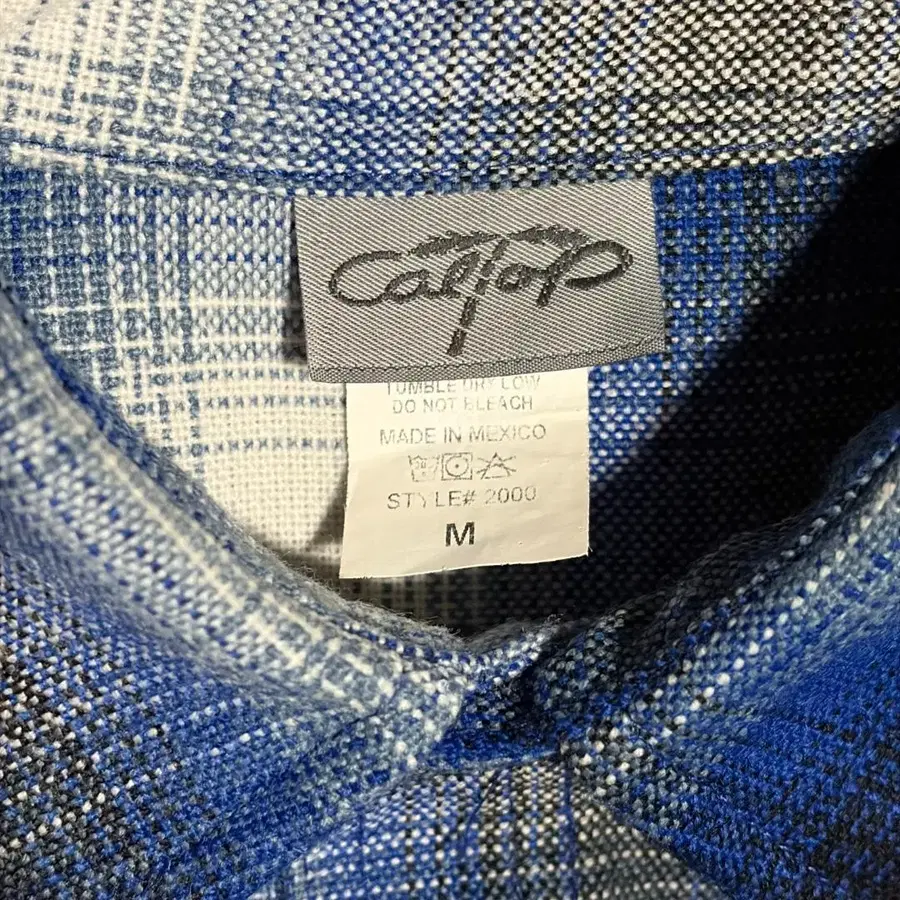 CalTop
TUMBLE DRY LOW
DO NOT BLEACH
MADE IN MEXICO
STYLE# 2000
M